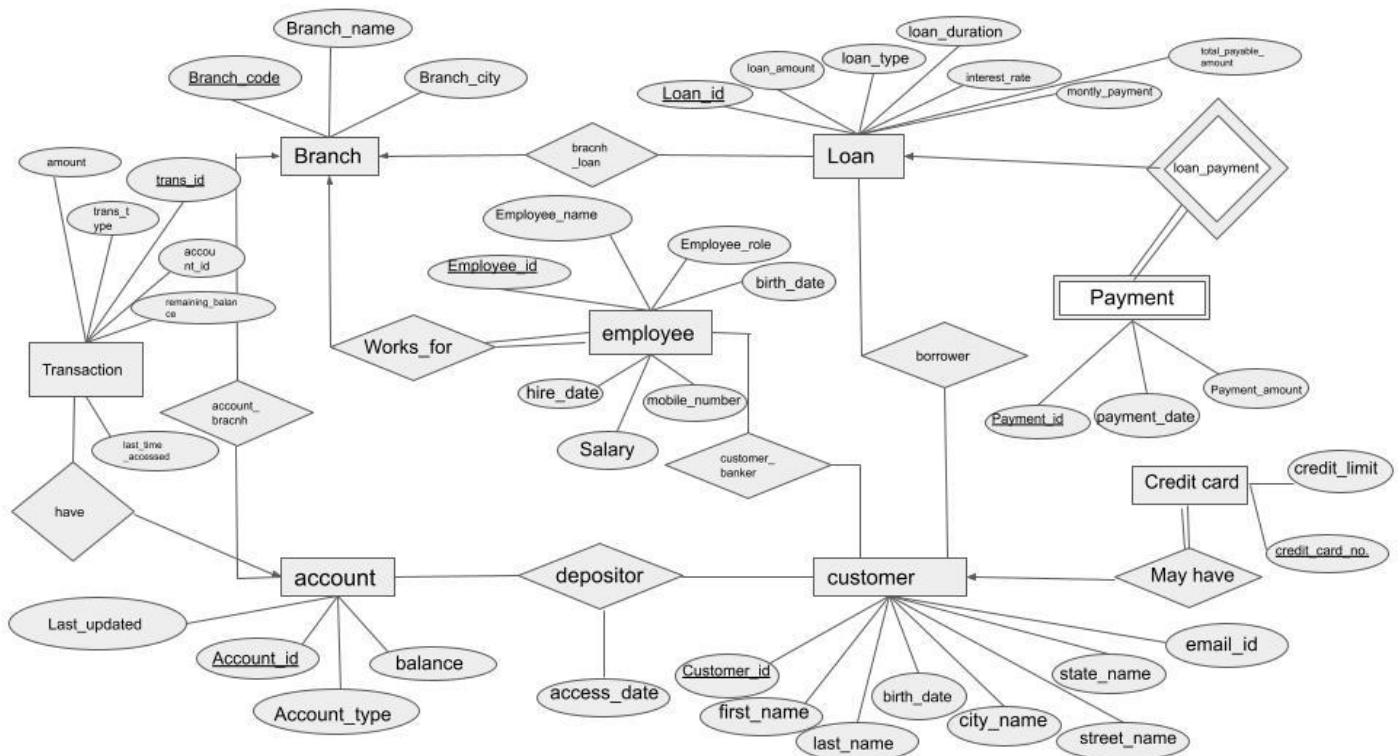 Branch_name
Branch_code
Branch_city
loan_duration
loan_type
loan_amount
Loan_id
interest_rate
total_payable_
amount
montly_payment
Branch
bracnh
_loan
Loan
loan_payment
amount
trans_id
trans_t
ype
accou
nt_id
remaining_balan
ce
Transaction
Employee_name
Employee_role
Employee_id
birth_date
employee
Works_for
hire_date
mobile_number
Salary
Payment
Payment_id
payment_date
Payment_amount
borrower
account_
bracnh
last_time
_acoessed
customer_
banker
have
Credit card
credit_limit
credit_card_no.
May have
account
depositor
customer
Last_updated
Account_id
balance
Account_type
access_date
Customer_id
first_name
last_name
birth_date
city_name
state_name
street_name
email_id